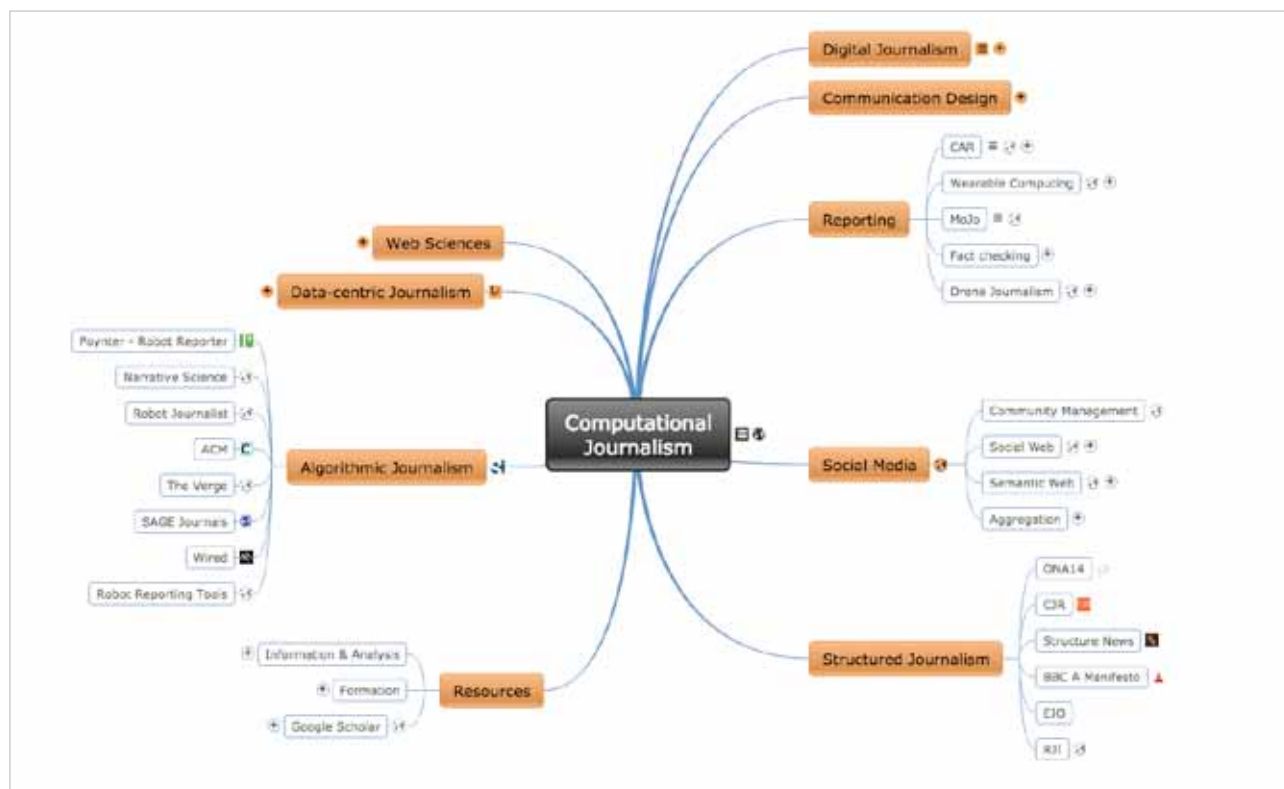 Computational
Journalism
Digital Journalism
Communication Design
Reporting
CAR
Wearable Computing
MoJo
Fact checking
Drone Journalism
Social Media
Community Management
Social Web
Semantic Web
Aggregation
Structured Journalism
ONA14
CJR
Structure News
BBC A Manifesto
EJO
RJI
Web Sciences
Data-centric Journalism
Algorithmic Journalism
Poynter - Robot Reporter
Narrative Science
Robot Journalist
ACM
The Verge
SAGE Journals
Wired
Robot Reporting Tools
Resources
Information & Analysis
Formation
Google Scholar